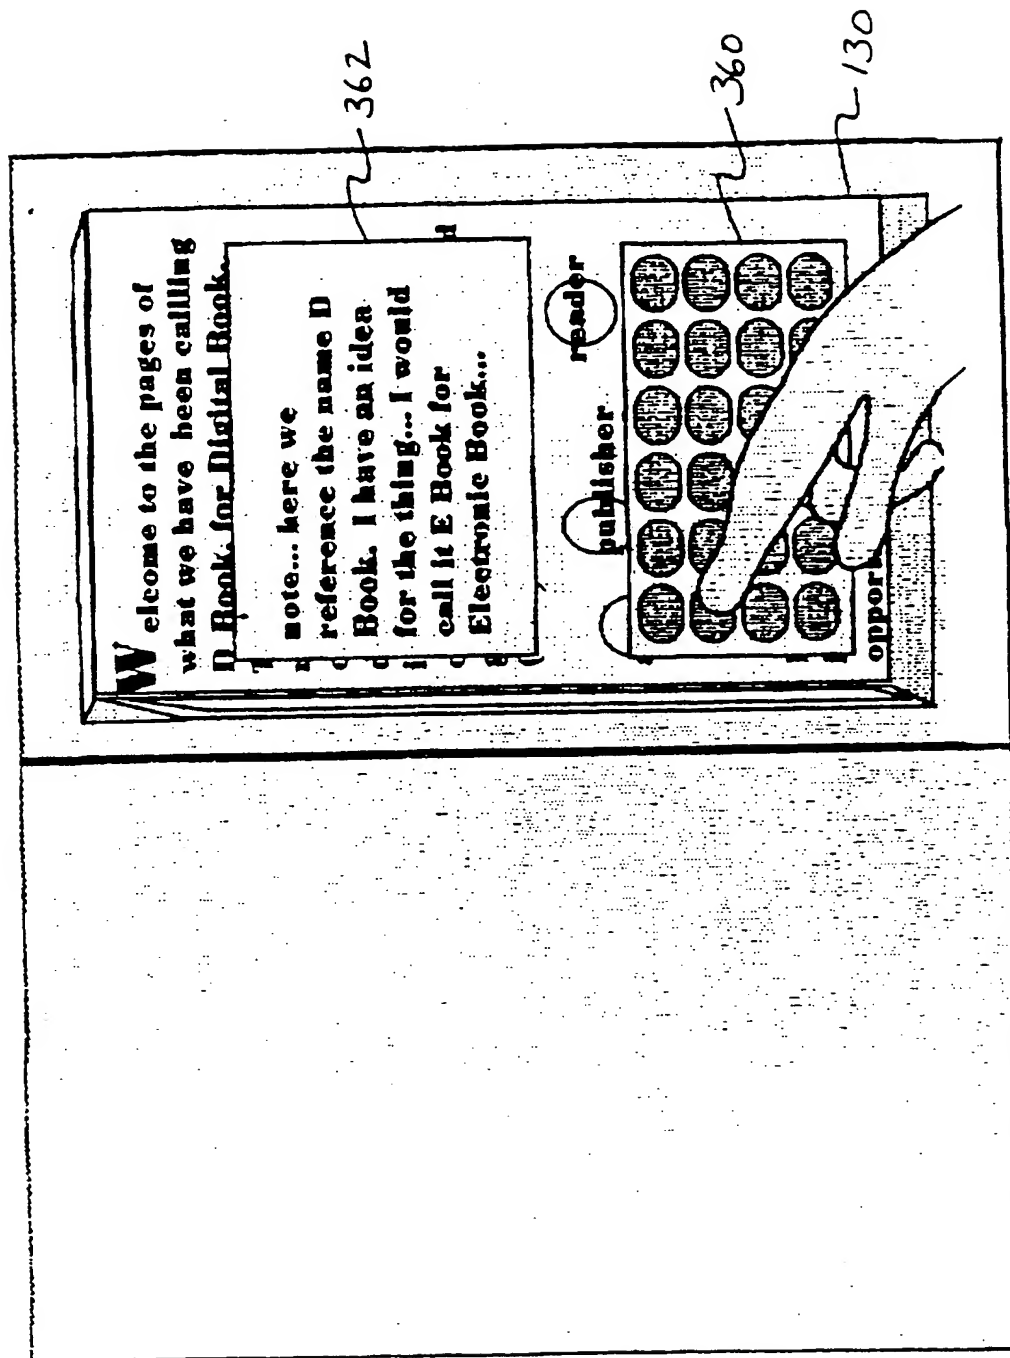 Welcome to the pages of
what we have been callling
D Book, for Digital Book.
d
note... here we
reference the name D
Book. I have an idea
for the thing... I would
call it E Book for
Electronic Book...
publisher reader
oppor
362
360
130